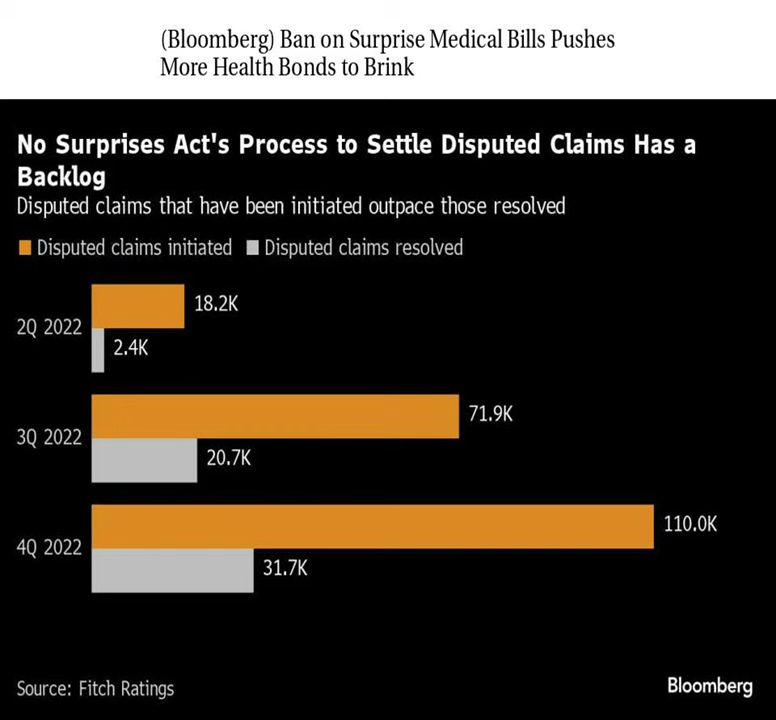 (Bloomberg) Ban on Surprise Medical Bills Pushes
More Health Bonds to Brink
No Surprises Act's Process to Settle Disputed Claims Has a
Backlog
Disputed claims that have been initiated outpace those resolved
Disputed claims initiated Disputed claims resolved
18.2K
2Q 2022
2.4K
71.9K
3Q 2022
20.7K
110.0K
4Q 2022
31.7K
Source: Fitch Ratings
Bloomberg